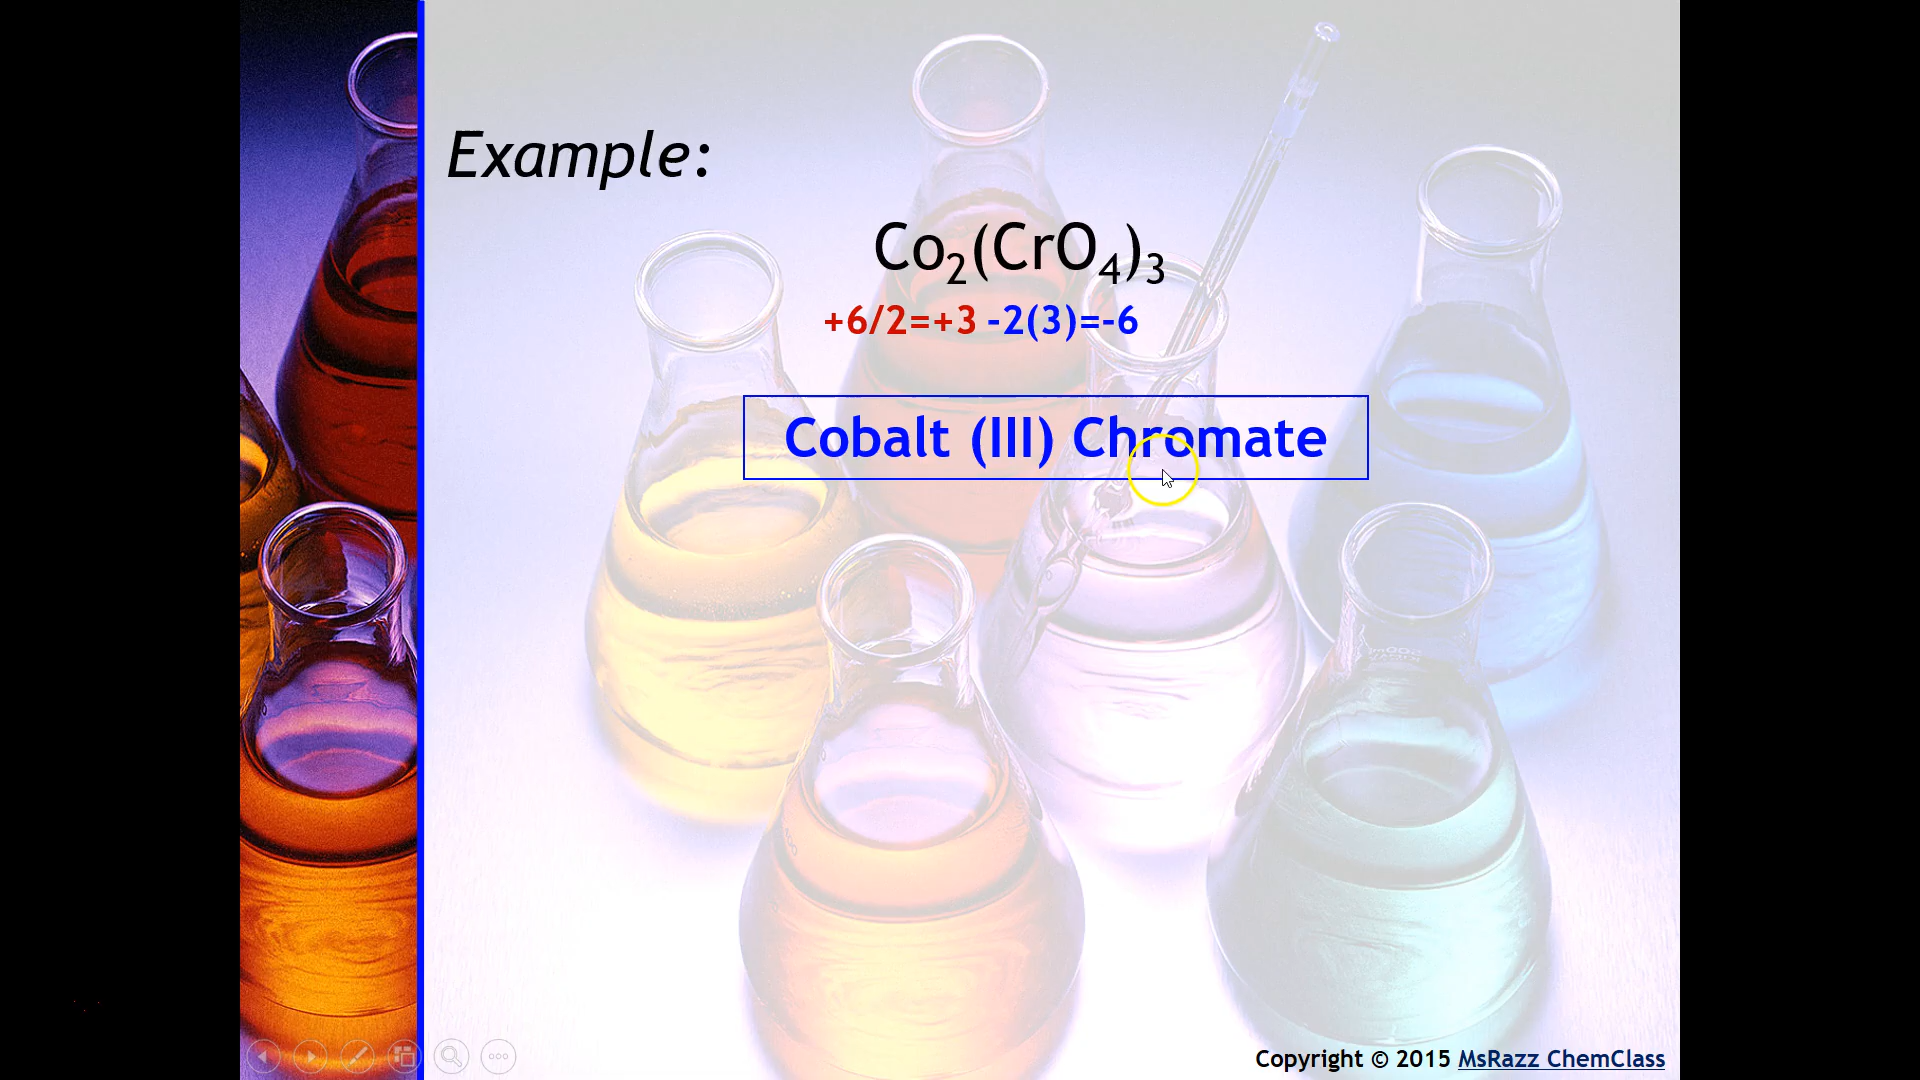 Example:
Co₂(CrO₄)₃
+6/2=+3 -2(3)=-6
Cobalt (III) Chromate
Copyright © 2015 MsRazz ChemClass